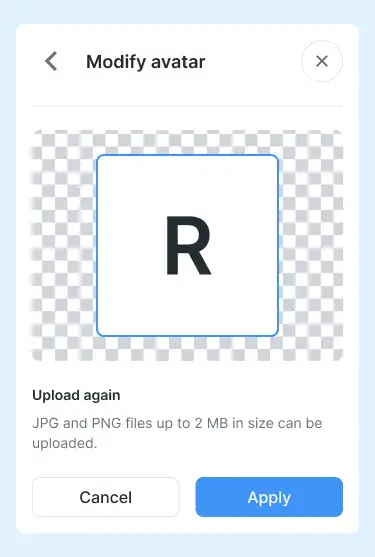 Modify avatar
R
Upload again
JPG and PNG files up to 2 MB in size can be
uploaded.
Cancel
Apply